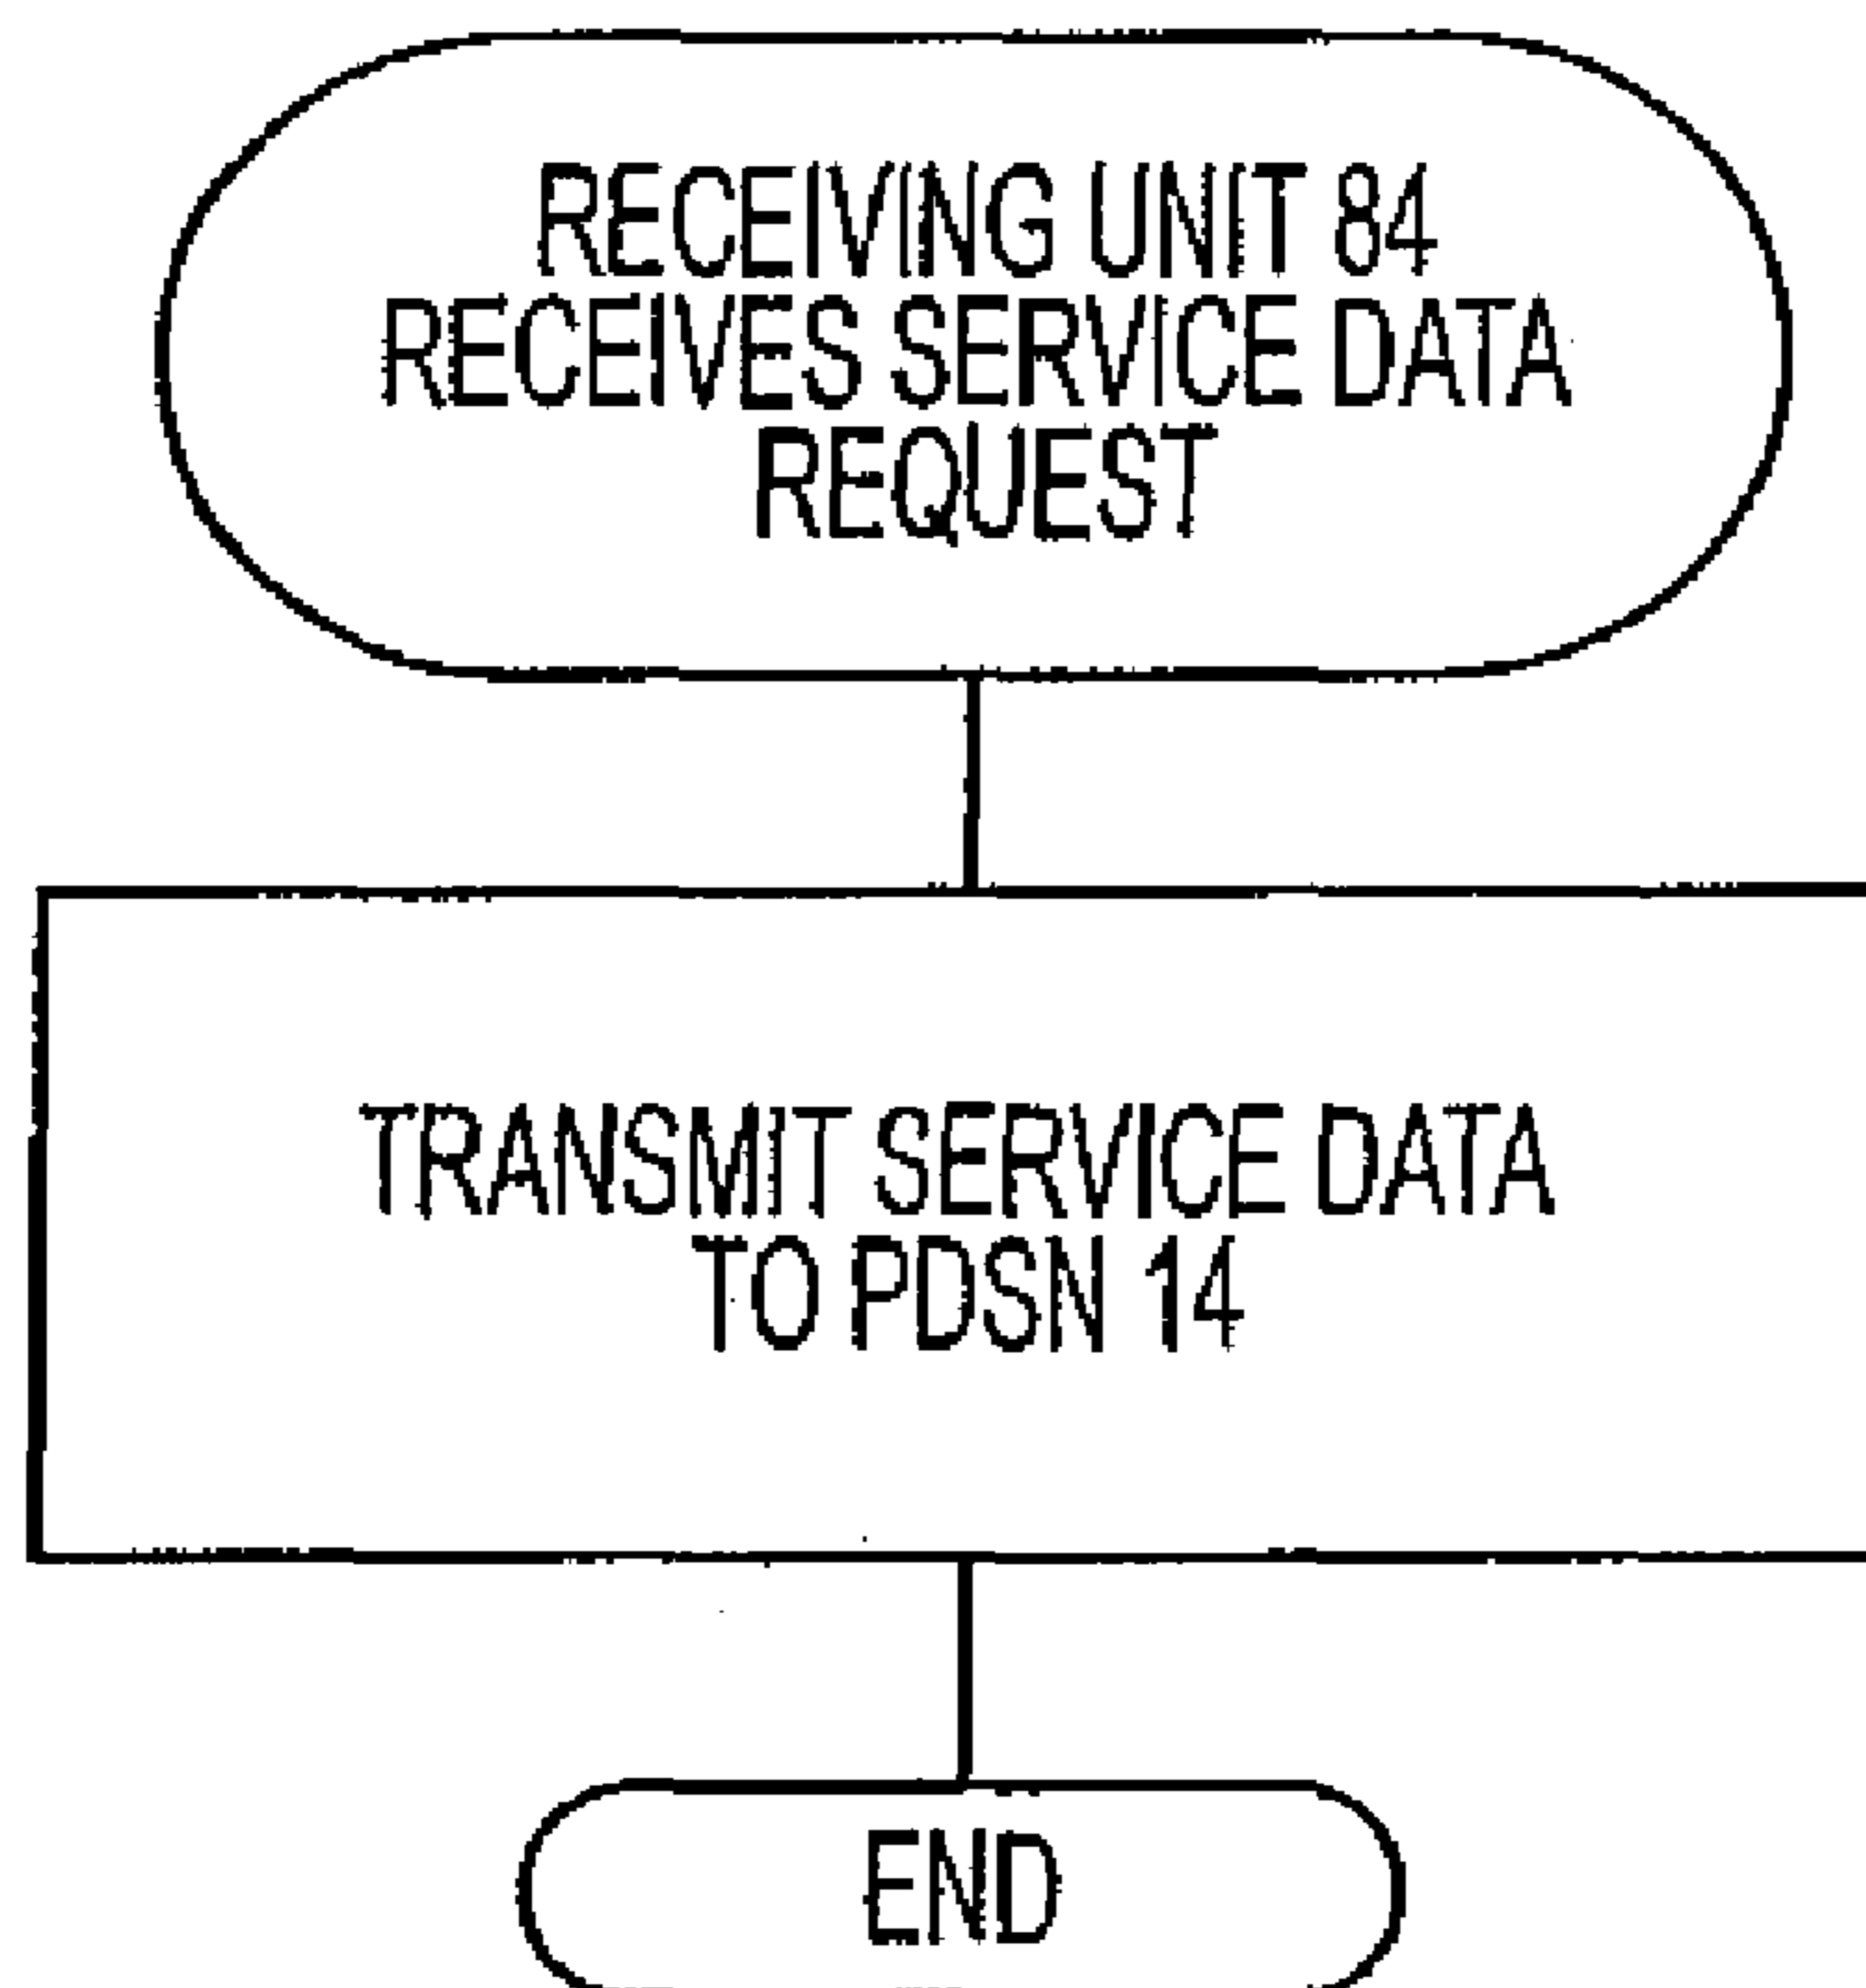 RECEIVING UNIT 84
RECEIVES SERVICE DATA
REQUEST
TRANSMIT SERVICE DATA
TO PDSN 14
END